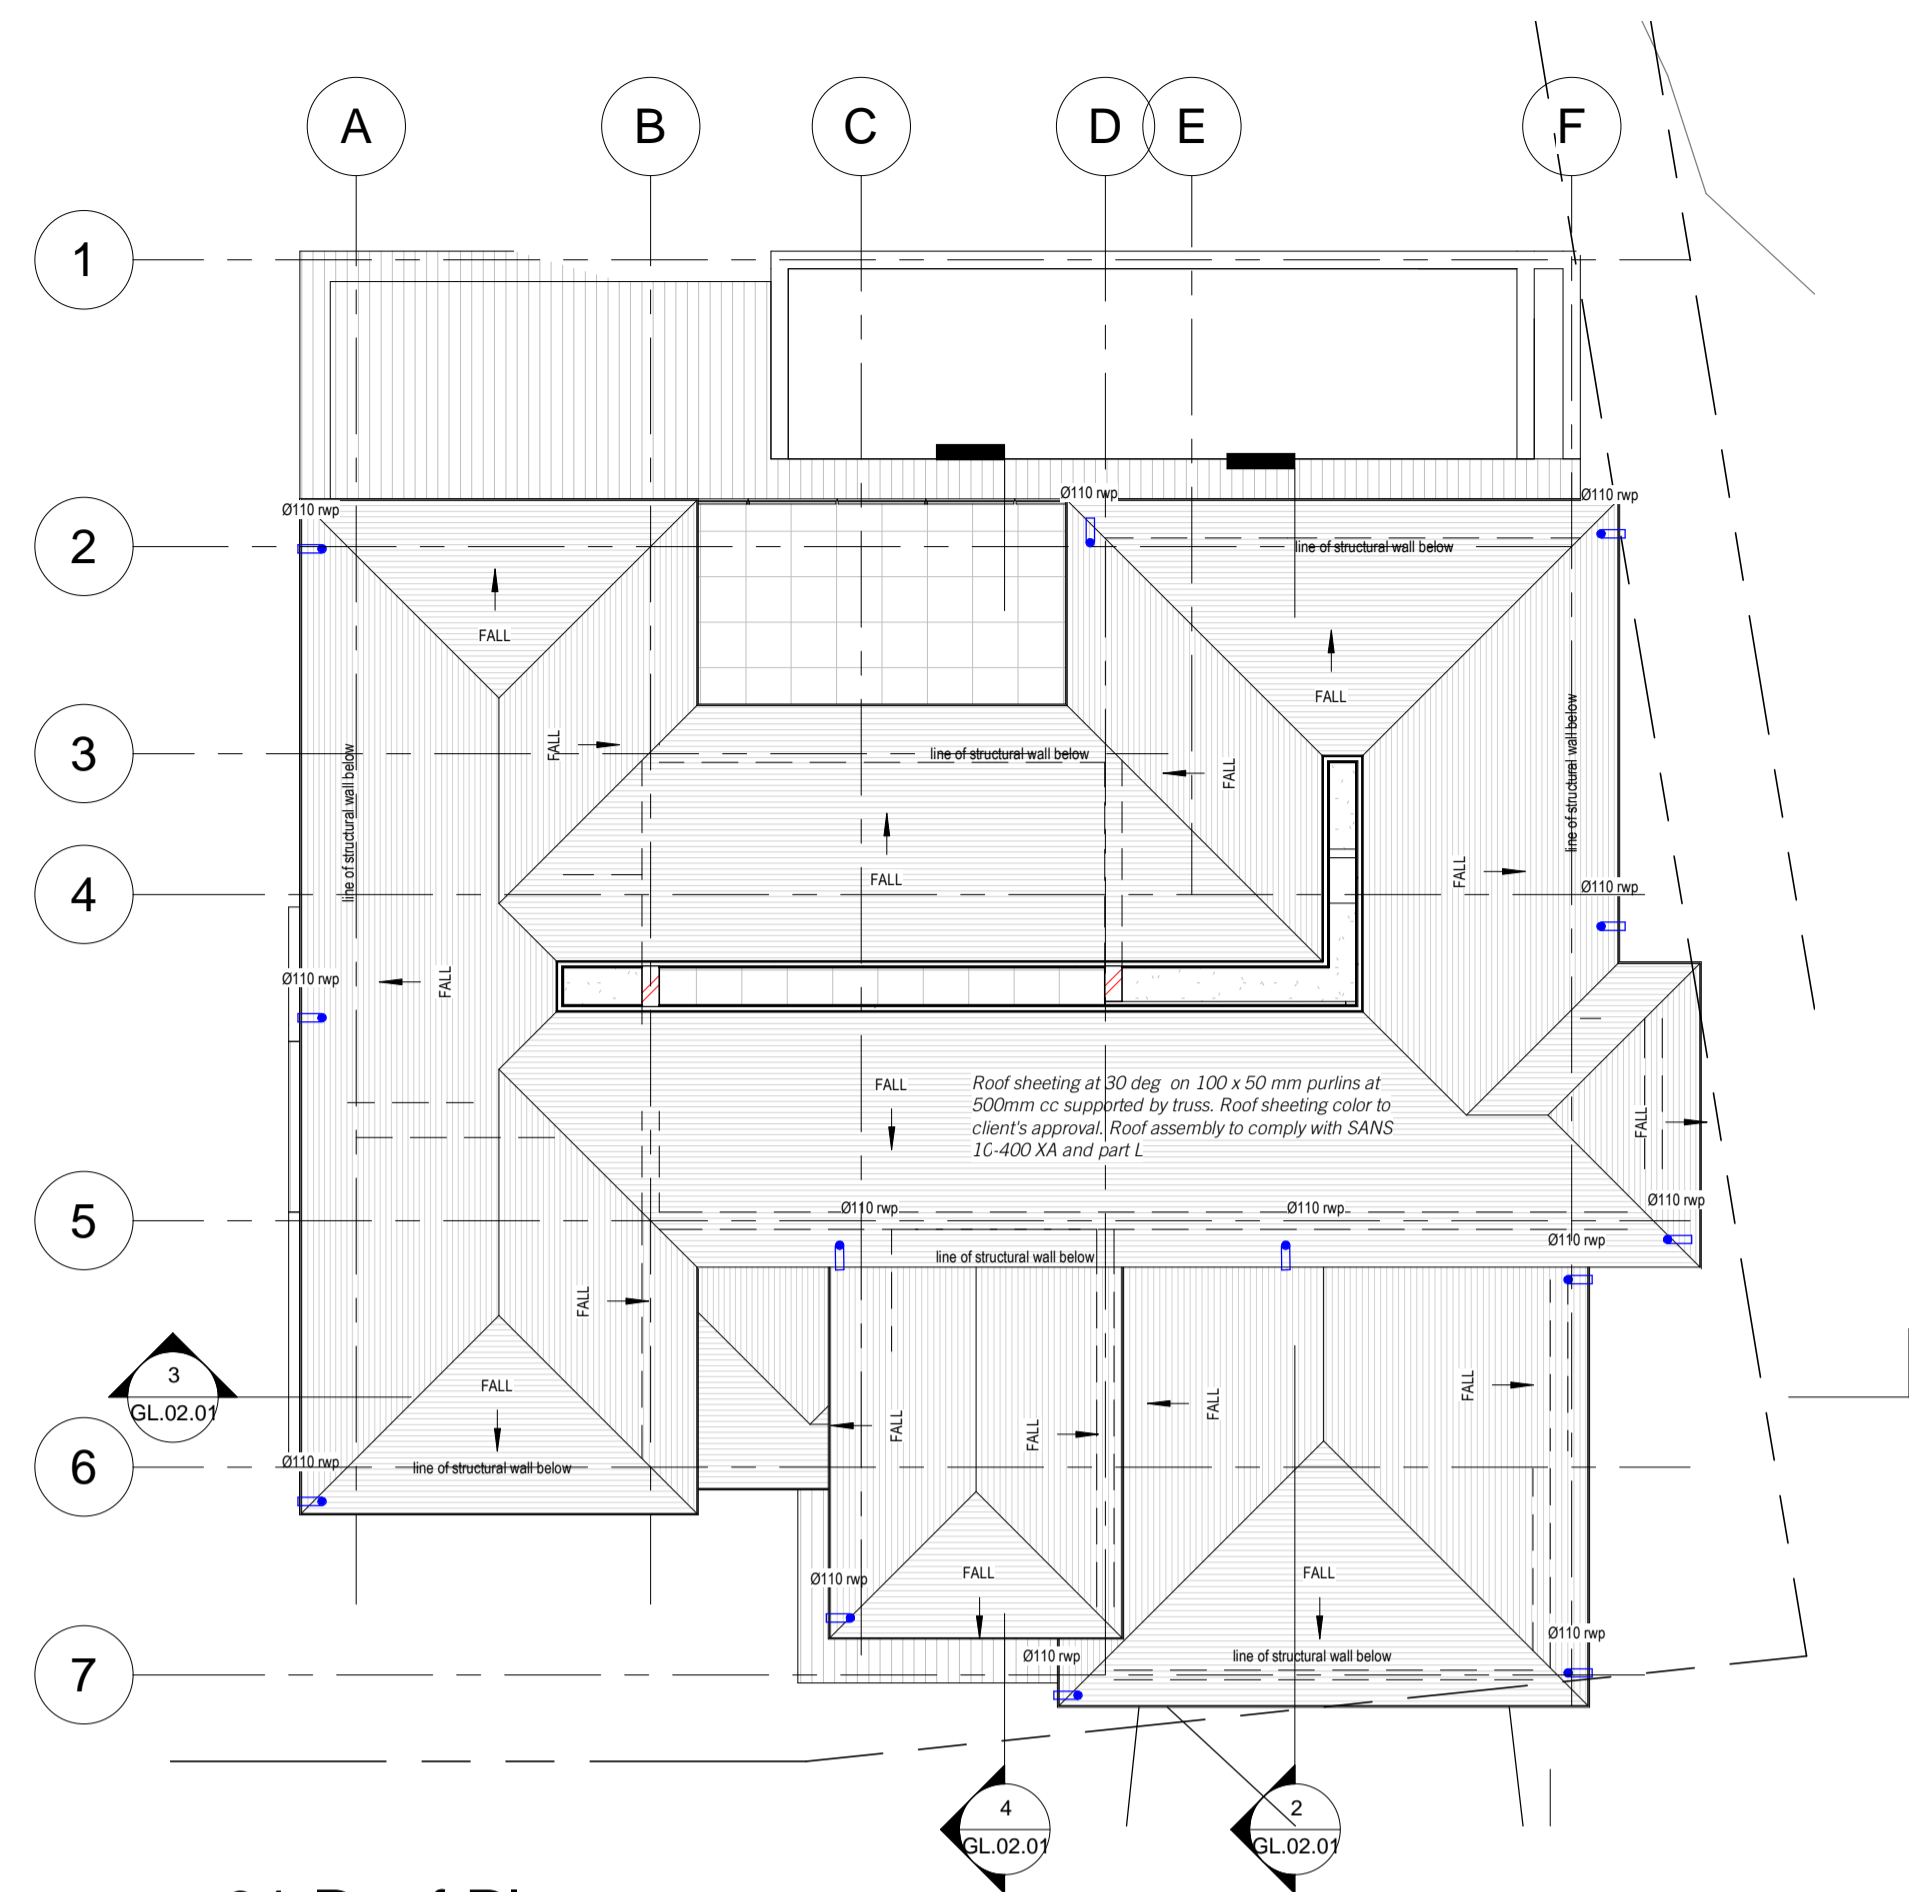 A B C D E F
1
Ø110 rwp Ø110 rwp Ø110 rwp
2
line of structural wall below
FALL
FALL
3
line of structural wall below
FALL
FALL
line of structural wall below
line of structural wall below
4
FALL
FALL
Ø110 rwp
Ø110 rwp
FALL
FALL
Roof sheeting at 30 deg on 100 x 50 mm purlins at
500mm cc supported by truss. Roof sheeting color to
client's approval. Roof assembly to comply with SANS
10-400 XA and part L
FALL
5
Ø110 rwp Ø110 rwp Ø110 rwp
Ø110 rwp
line of structural wall below
FALL
3
GL.02.01
FALL
FALL
FALL
FALL
FALL
6
Ø110 rwp
line of structural wall below
Ø110 rwp
FALL
FALL
Ø110 rwp
7
Ø110 rwp
line of structural wall below
4
GL.02.01
2
GL.02.01